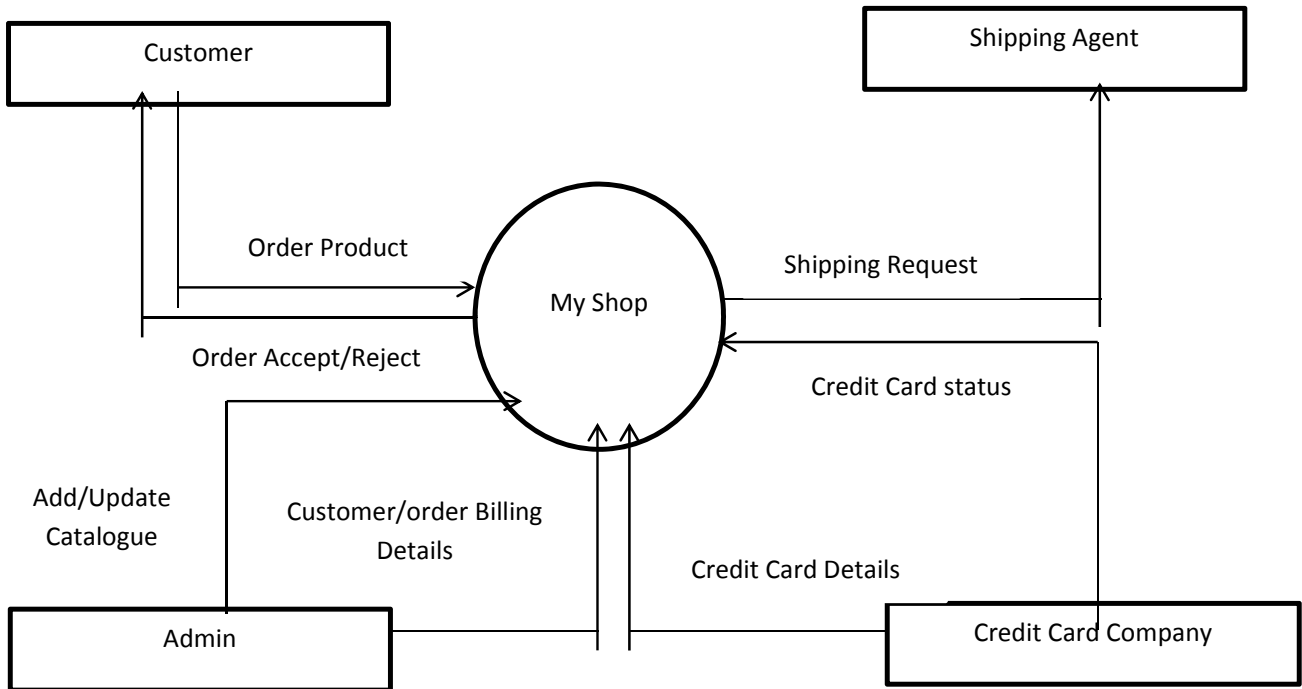 Customer
Shipping Agent
Order Product
Shipping Request
My Shop
Order Accept/Reject
Credit Card status
Add/Update
Catalogue
Customer/order Billing
Details
Credit Card Details
Admin
Credit Card Company